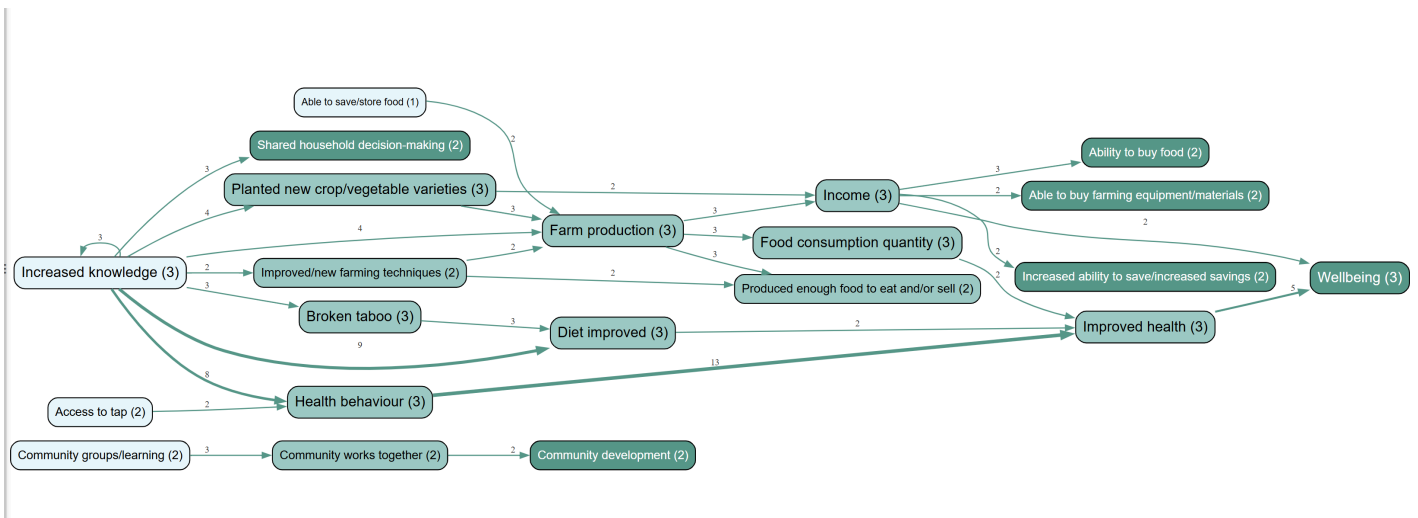 Able to save/store food (1)
2
Shared household decision-making (2)
Ability to buy food (2)
3
3
Planted new crop/vegetable varieties (3)
2
Income (3)
2
Able to buy farming equipment/materials (2)
4
3
3
2
4
Farm production (3)
3
Food consumption quantity (3)
3
2
2
3
Increased knowledge (3)
2
Improved/new farming techniques (2)
2
2
Increased ability to save/increased savings (2)
Wellbeing (3)
3
Produced enough food to eat and/or sell (2)
5
Broken taboo (3)
3
Diet improved (3)
2
Improved health (3)
9
13
8
Health behaviour (3)
Access to tap (2)
2
Community groups/learning (2)
3
Community works together (2)
2
Community development (2)